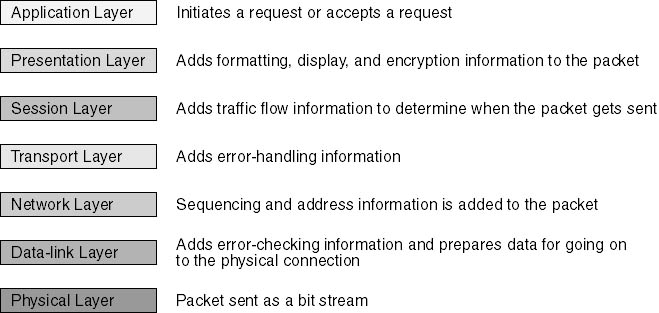 Application Layer Initiates a request or accepts a request
Presentation Layer Adds formatting, display, and encryption information to the packet
Session Layer Adds traffic flow information to determine when the packet gets sent
Transport Layer Adds error-handling information
Network Layer Sequencing and address information is added to the packet
Data-link Layer Adds error-checking information and prepares data for going on
to the physical connection
Physical Layer Packet sent as a bit stream